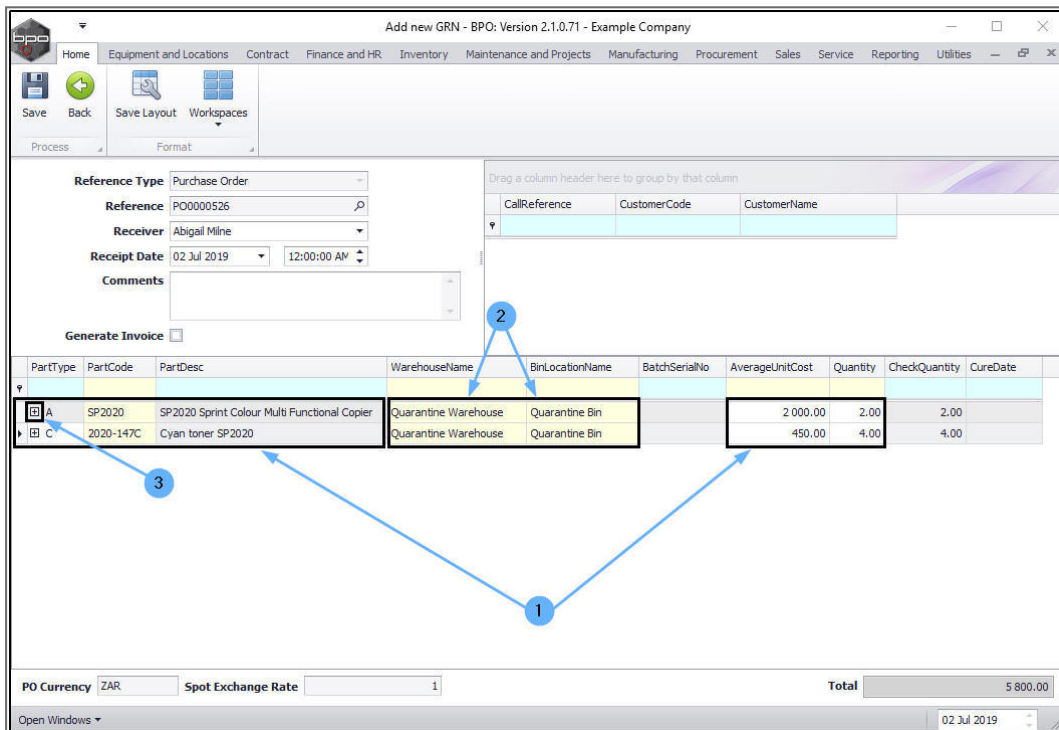 Add new GRN - BPO: Version 2.1.0.71 - Example Company
bpo
Home Equipment and Locations Contract Finance and HR Inventory Maintenance and Projects Manufacturing Procurement Sales Service Reporting Utilities
Save Back Save Layout Workspaces
Process Format
Reference Type Purchase Order
Reference PO0000526
Receiver Abigail Milne
Receipt Date 02 Jul 2019 12:00:00 AM
Comments
Generate Invoice
Drag a column header here to group by that column
CallReference CustomerCode CustomerName
2
PartType PartCode PartDesc WarehouseName BinLocationName BatchSerialNo AverageUnitCost Quantity CheckQuantity CureDate
A SP2020 SP2020 Sprint Colour Multi Functional Copier Quarantine Warehouse Quarantine Bin 2 000.00 2.00 2.00
C 2020-147C Cyan toner SP2020 Quarantine Warehouse Quarantine Bin 450.00 4.00 4.00
3
1
PO Currency ZAR Spot Exchange Rate 1 Total 5 800.00
Open Windows 02 Jul 2019